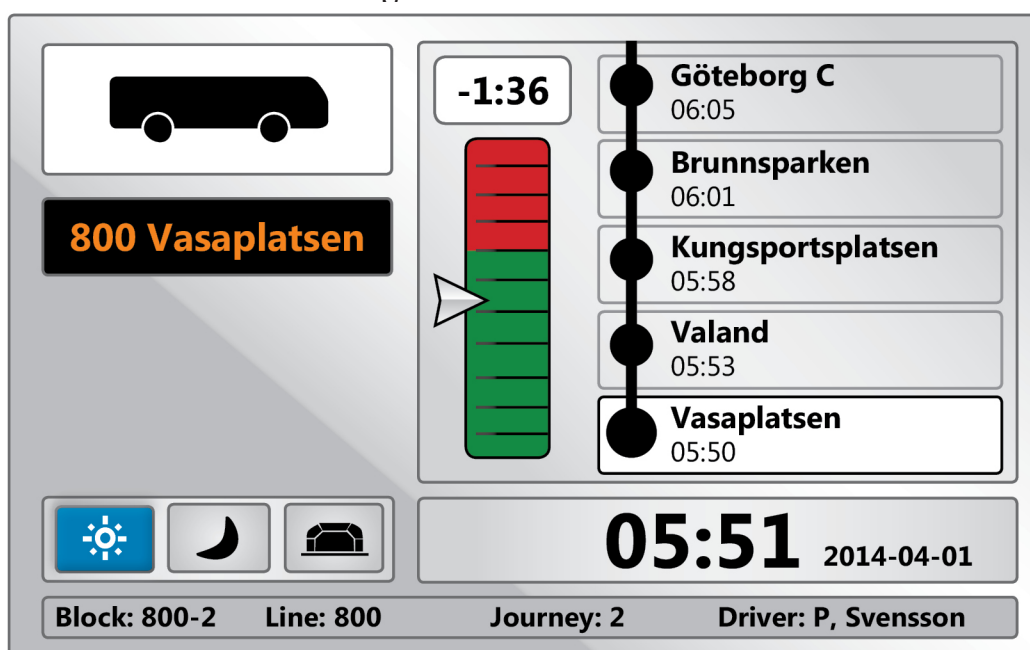 800 Vasaplatsen
-1:36
Göteborg C
06:05
Brunnsparken
06:01
Kungsportsplatsen
05:58
Valand
05:53
Vasaplatsen
05:50
05:51 2014-04-01
Block: 800-2 Line: 800 Journey: 2 Driver: P, Svensson